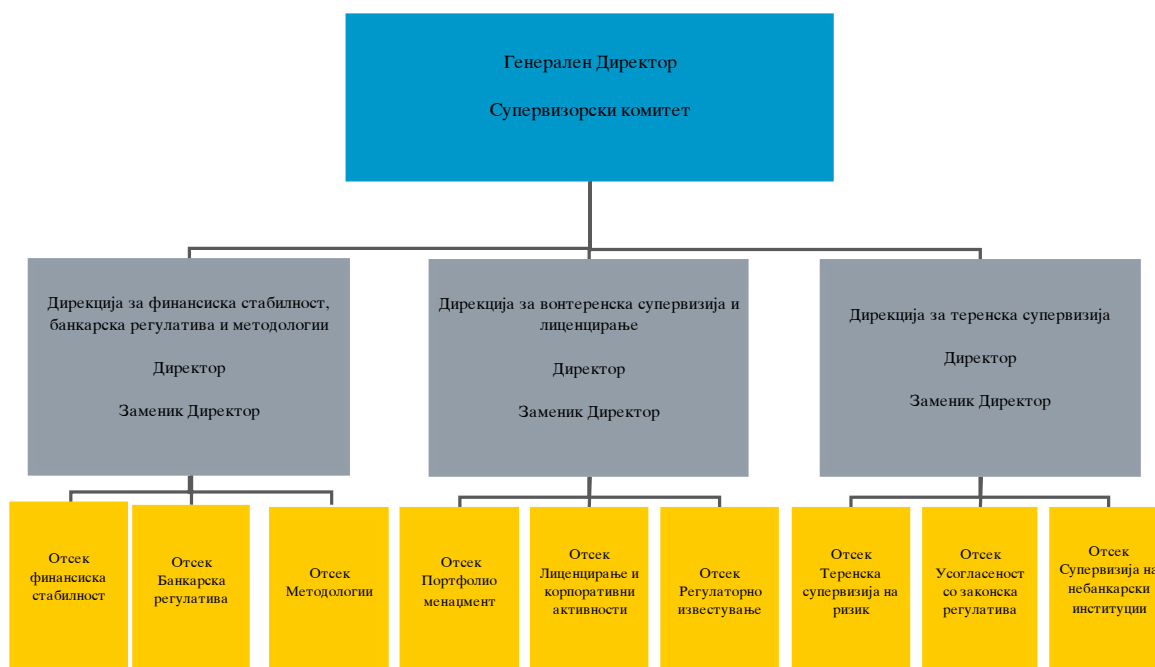 Генерален Директор
Супервизорски комитет
Дирекција за финансиска стабилност,
банкарска регулатива и методологии
Директор
Заменик Директор
Дирекција за вонтеренска супервизија и
лиценцирање
Директор
Заменик Директор
Дирекција за теренска супервизија
Директор
Заменик Директор
Отсек
финансиска
стабилност
Отсек
Банкарска
регулатива
Отсек
Методологии
Отсек
Портфолио
менаџмент
Отсек
Лиценцирање и
корпоративни
активности
Отсек
Регулаторно
известување
Отсек
Теренска
супервизија на
ризик
Отсек
Усогласеност
со законска
регулатива
Отсек
Супервизија на
небанкарски
институции